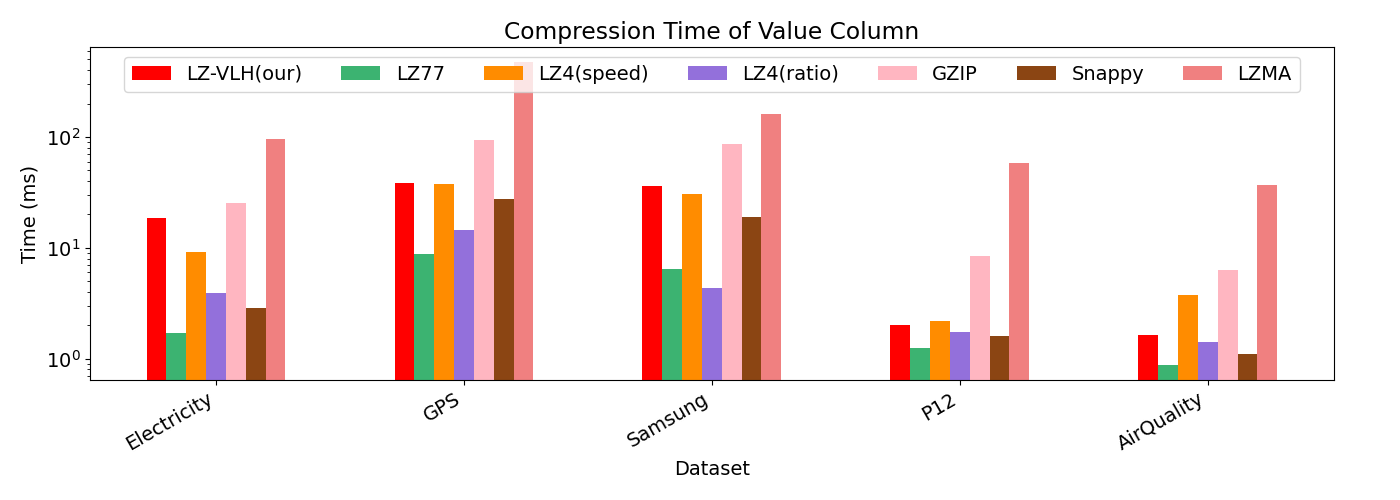 Compression Time of Value Column
LZ-VLH(our) LZ77 LZ4(speed) LZ4(ratio) GZIP Snappy LZMA
Time (ms)
10²
10¹
10⁰
Electricity GPS Samsung P12 AirQuality
Dataset